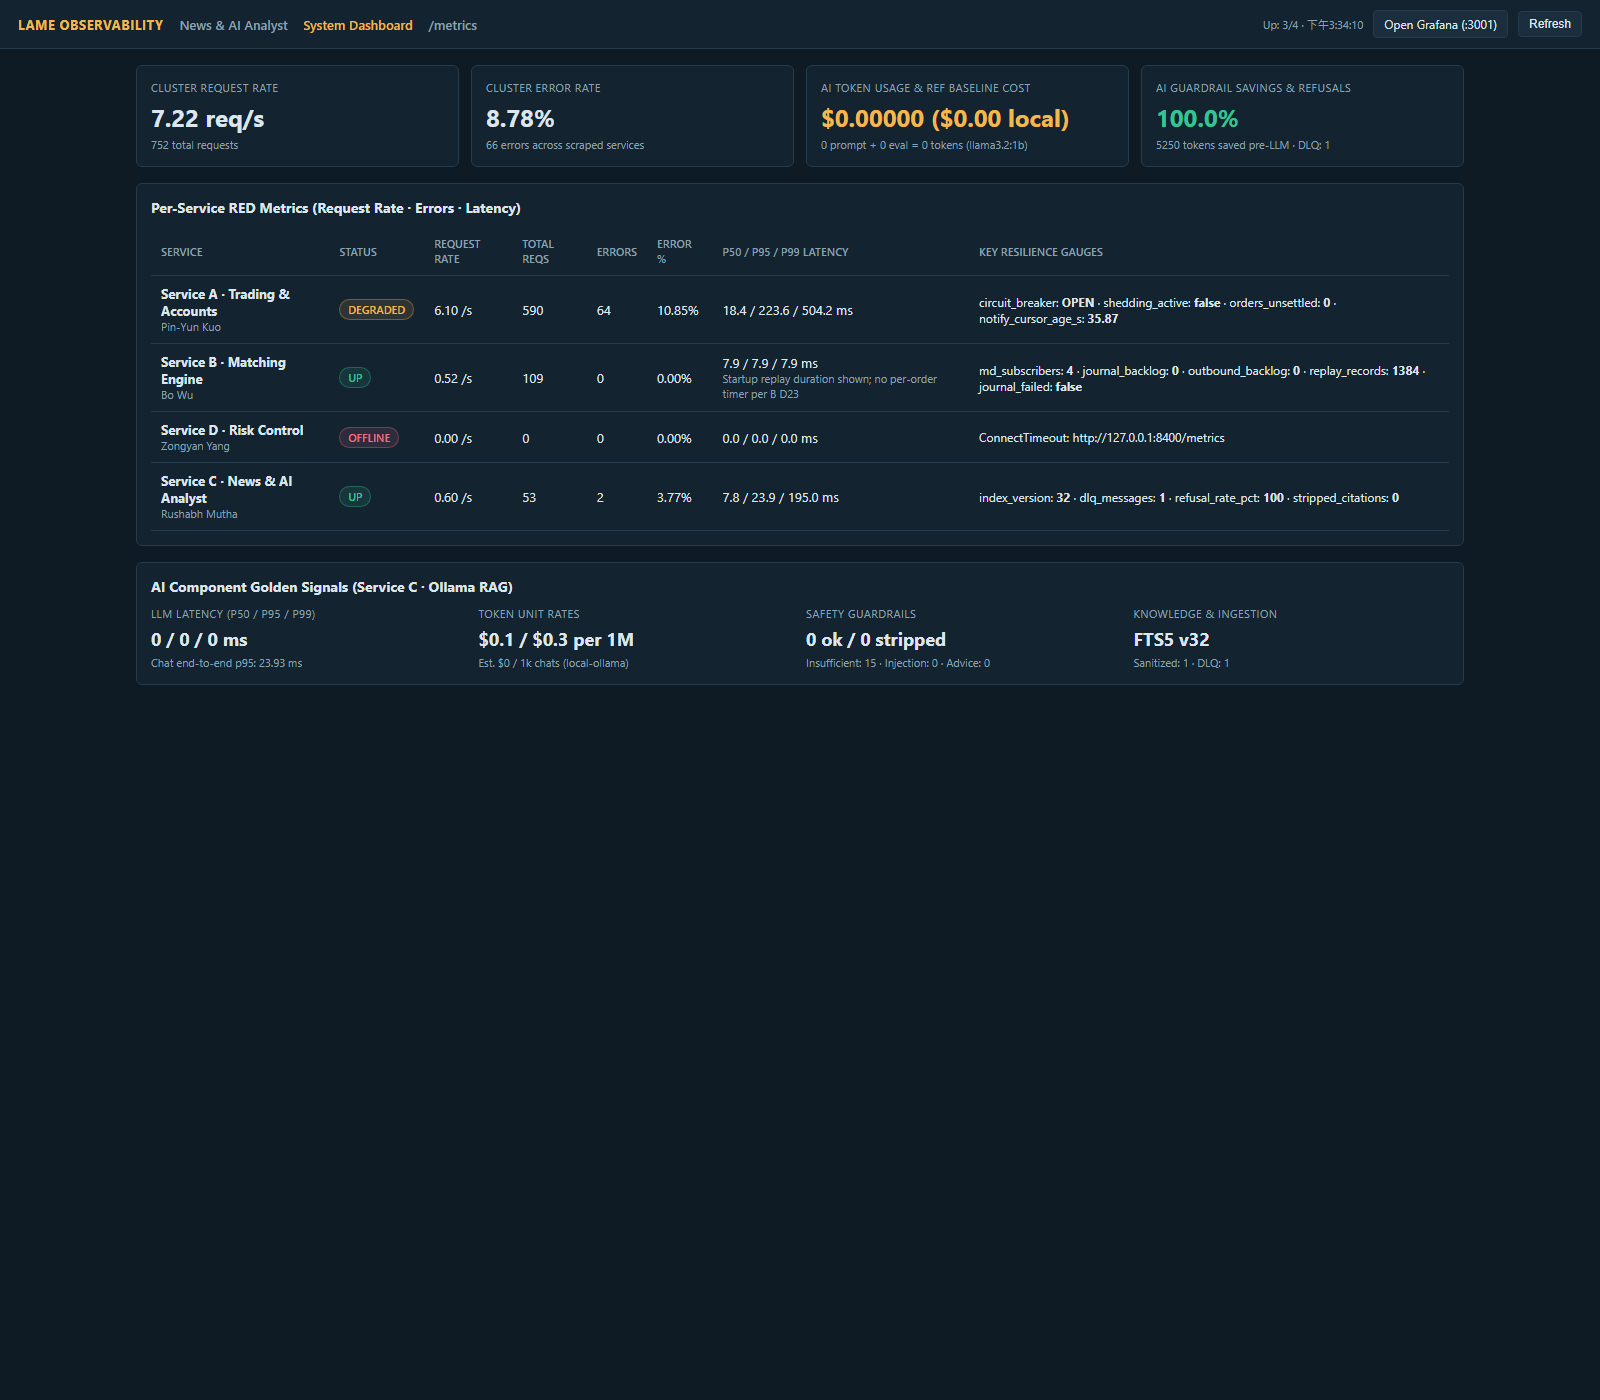 LAME OBSERVABILITY News & AI Analyst System Dashboard /metrics Up: 3/4 · 下午3:34:10 Open Grafana (:3001) Refresh
CLUSTER REQUEST RATE
7.22 req/s
752 total requests
CLUSTER ERROR RATE
8.78%
66 errors across scraped services
AI TOKEN USAGE & REF BASELINE COST
$0.00000 ($0.00 local)
0 prompt + 0 eval = 0 tokens (llama3.2:1b)
AI GUARDRAIL SAVINGS & REFUSALS
100.0%
5250 tokens saved pre-LLM · DLQ: 1
Per-Service RED Metrics (Request Rate · Errors · Latency)
SERVICE
STATUS
REQUEST
RATE
TOTAL
REQS
ERRORS
ERROR
%
P50 / P95 / P99 LATENCY
KEY RESILIENCE GAUGES
Service A · Trading &
Accounts
Pin-Yun Kuo
DEGRADED
6.10 /s
590
64
10.85%
18.4 / 223.6 / 504.2 ms
circuit_breaker: OPEN · shedding_active: false · orders_unsettled: 0 ·
notify_cursor_age_s: 35.87
Service B · Matching
Engine
Bo Wu
UP
0.52 /s
109
0
0.00%
7.9 / 7.9 / 7.9 ms
Startup replay duration shown; no per-order
timer per B D23
md_subscribers: 4 · journal_backlog: 0 · outbound_backlog: 0 · replay_records: 1384 ·
journal_failed: false
Service D · Risk Control
Zongyan Yang
OFFLINE
0.00 /s
0
0
0.00%
0.0 / 0.0 / 0.0 ms
ConnectTimeout: http://127.0.0.1:8400/metrics
Service C · News & AI
Analyst
Rushabh Mutha
UP
0.60 /s
53
2
3.77%
7.8 / 23.9 / 195.0 ms
index_version: 32 · dlq_messages: 1 · refusal_rate_pct: 100 · stripped_citations: 0
AI Component Golden Signals (Service C · Ollama RAG)
LLM LATENCY (P50 / P95 / P99)
0 / 0 / 0 ms
Chat end-to-end p95: 23.93 ms
TOKEN UNIT RATES
$0.1 / $0.3 per 1M
Est. $0 / 1k chats (local-ollama)
SAFETY GUARDRAILS
0 ok / 0 stripped
Insufficient: 15 · Injection: 0 · Advice: 0
KNOWLEDGE & INGESTION
FTS5 v32
Sanitized: 1 · DLQ: 1